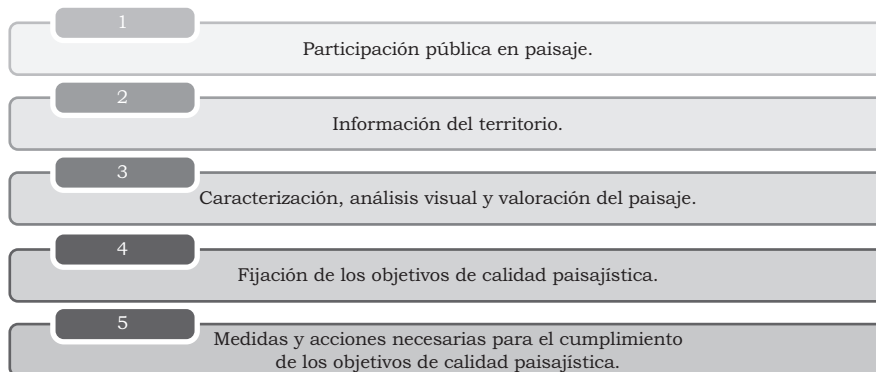 1
Participación pública en paisaje.
2
Información del territorio.
3
Caracterización, análisis visual y valoración del paisaje.
4
Fijación de los objetivos de calidad paisajística.
5
Medidas y acciones necesarias para el cumplimiento
de los objetivos de calidad paisajística.